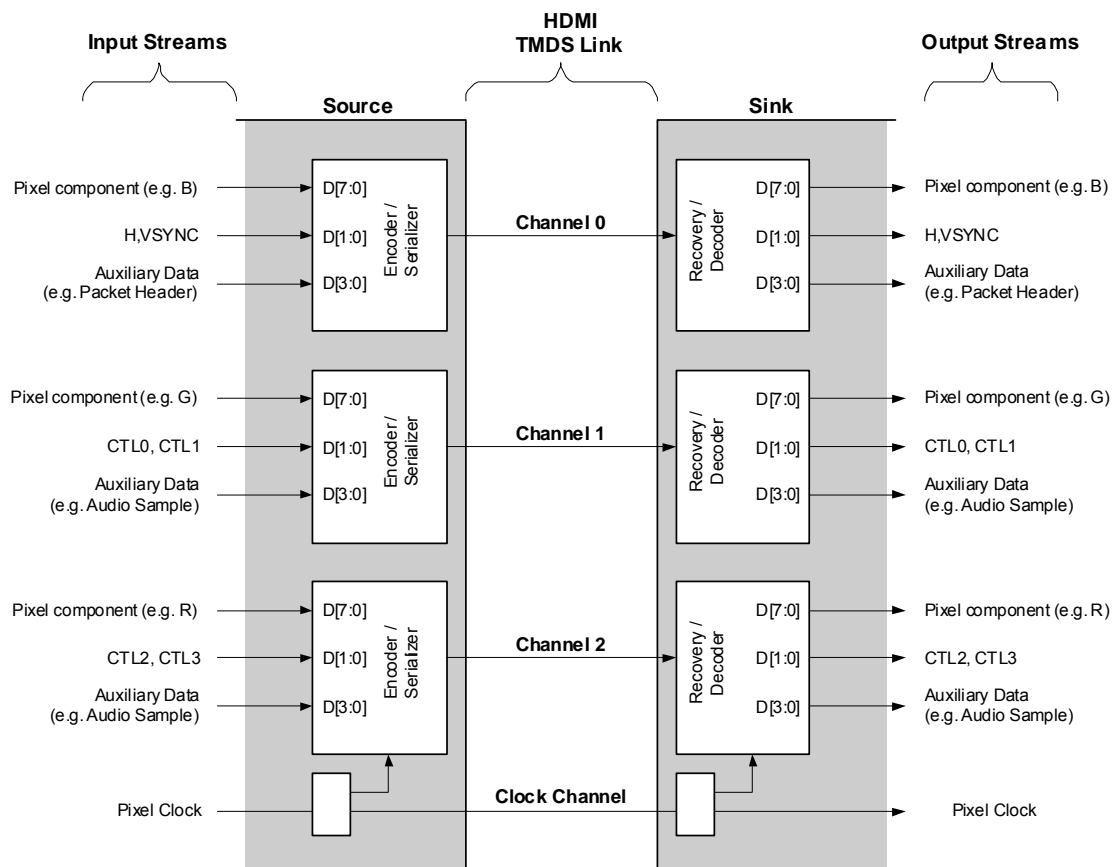 HDMI
TMDS Link
Input Streams
Output Streams
Source
Sink
Pixel component (e.g. B)
D[7:0]
H,VSYNC
D[1:0]
Auxiliary Data
(e.g. Packet Header)
D[3:0]
Encoder /
Serializer
Channel 0
Recovery /
Decoder
D[7:0]
Pixel component (e.g. B)
D[1:0]
H,VSYNC
D[3:0]
Auxiliary Data
(e.g. Packet Header)
Pixel component (e.g. G)
D[7:0]
CTL0, CTL1
D[1:0]
Auxiliary Data
(e.g. Audio Sample)
D[3:0]
Encoder /
Serializer
Channel 1
Recovery /
Decoder
D[7:0]
Pixel component (e.g. G)
D[1:0]
CTL0, CTL1
D[3:0]
Auxiliary Data
(e.g. Audio Sample)
Pixel component (e.g. R)
D[7:0]
CTL2, CTL3
D[1:0]
Auxiliary Data
(e.g. Audio Sample)
D[3:0]
Encoder /
Serializer
Channel 2
Recovery /
Decoder
D[7:0]
Pixel component (e.g. R)
D[1:0]
CTL2, CTL3
D[3:0]
Auxiliary Data
(e.g. Audio Sample)
Pixel Clock
Clock Channel
Pixel Clock